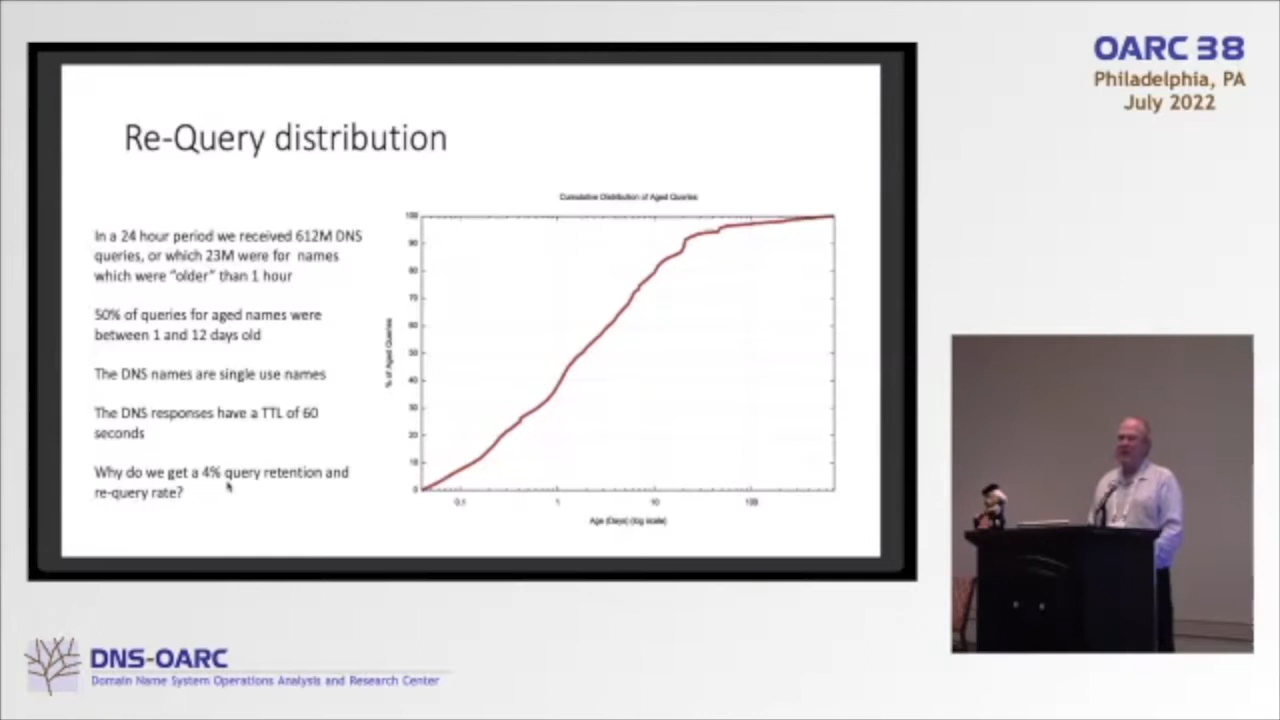 OARC 38
Philadelphia, PA
July 2022
Re-Query distribution
In a 24 hour period we received 612M DNS
queries, or which 23M were for names
which were "older" than 1 hour
50% of queries for aged names were
between 1 and 12 days old
The DNS names are single use names
The DNS responses have a TTL of 60
seconds
Why do we get a 4% query retention and
re-query rate?
Cumulative Distribution of Aged Queries
100
90
80
70
60
50
40
30
20
10
0
% of Aged Queries
0.1 1 10 100
Age (Days) (log scale)
DNS-OARC
Domain Name System Operations Analysis and Research Center